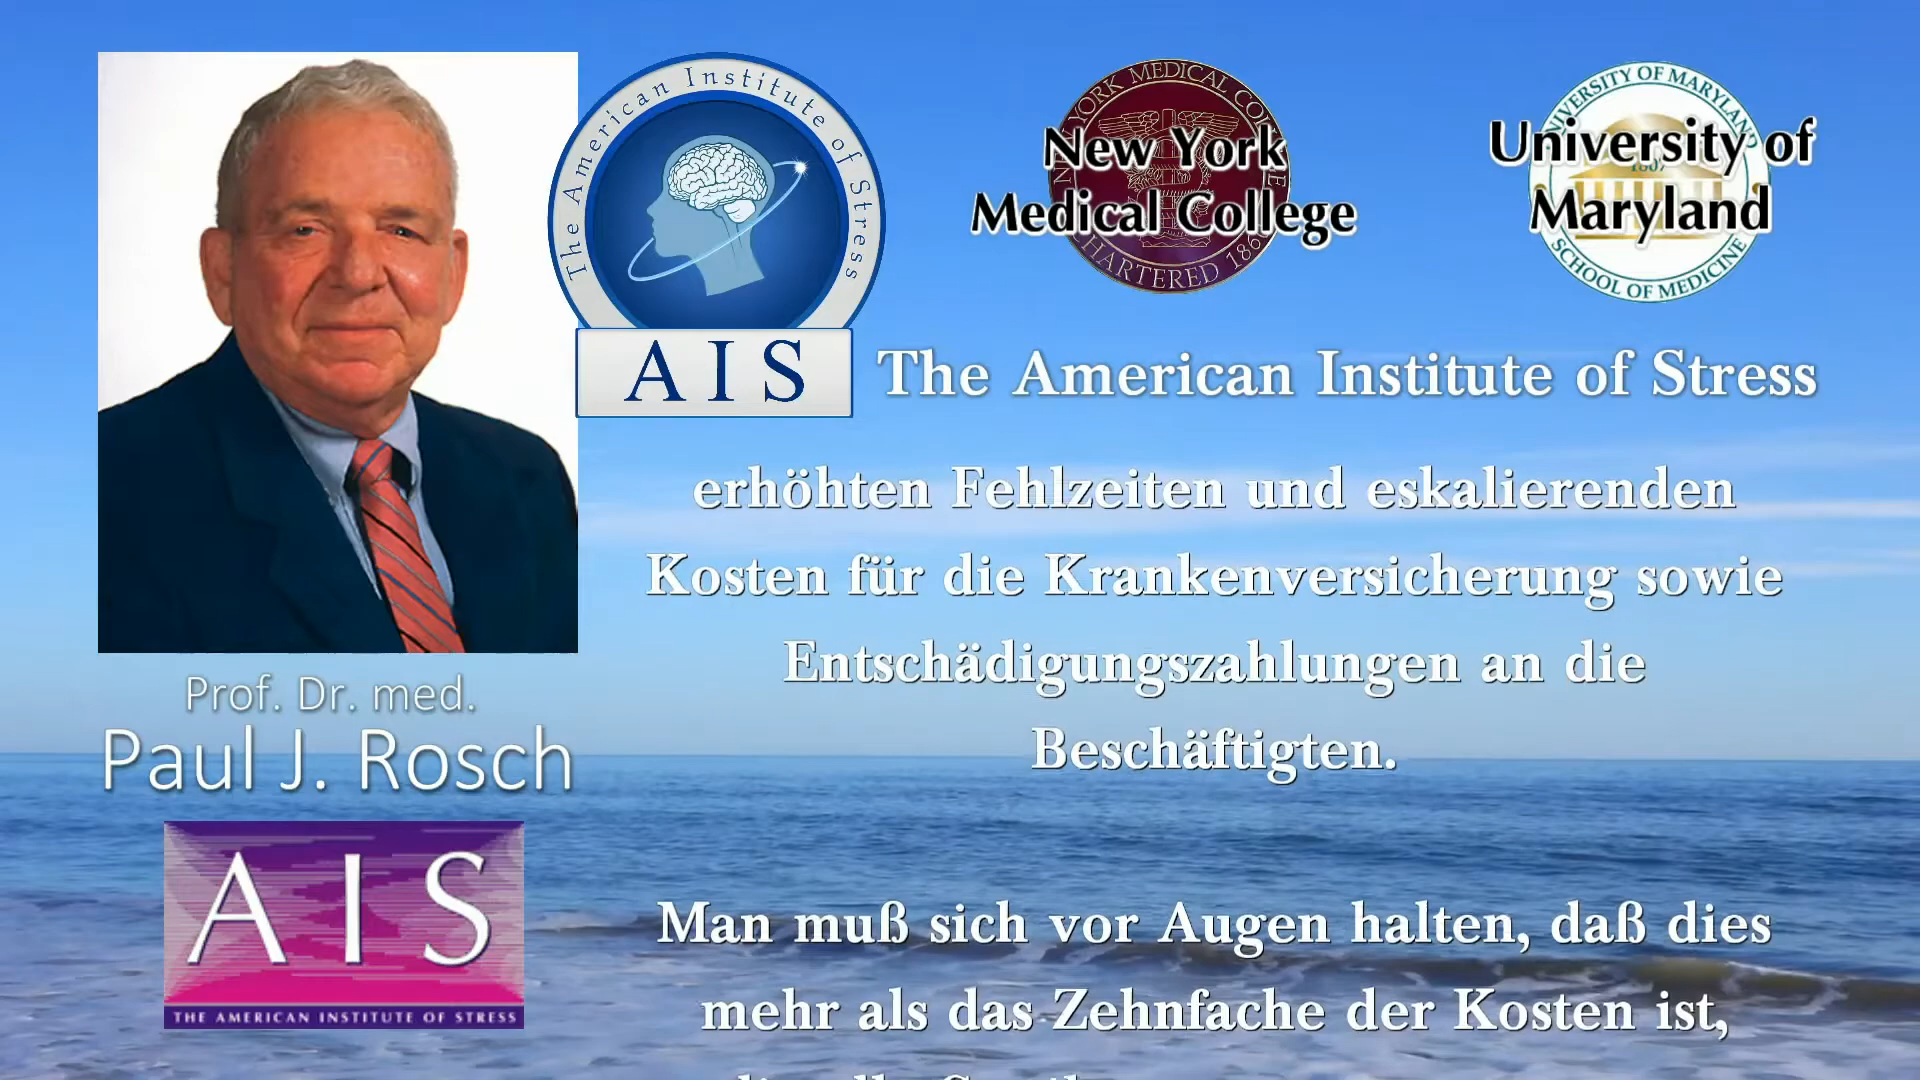 The American Institute of Stress
AIS
NEW YORK MEDICAL COLLEGE
New York
Medical College
CHARTERED
UNIVERSITY OF MARYLAND
University of
1807
Maryland
SCHOOL OF MEDICINE
The American Institute of Stress
erhöhten Fehlzeiten und eskalierenden
Kosten für die Krankenversicherung sowie
Entschädigungszahlungen an die
Beschäftigten.
Man muß sich vor Augen halten, daß dies
mehr als das Zehnfache der Kosten ist,
Prof. Dr. med.
Paul J. Rosch
AIS
THE AMERICAN INSTITUTE OF STRESS